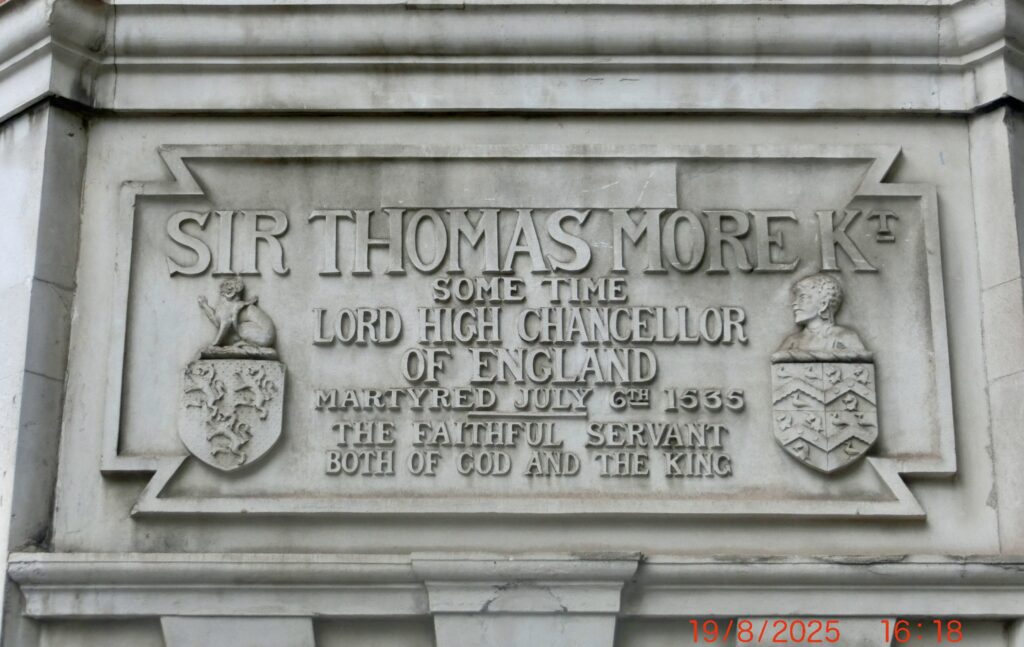 SIR THOMAS MORE KT
SOME TIME
LORD HIGH CHANCELLOR
OF ENGLAND
MARTYRED JULY 6TH 1535
THE FAITHFUL SERVANT
BOTH OF GOD AND THE KING
19/8/2025 16:18